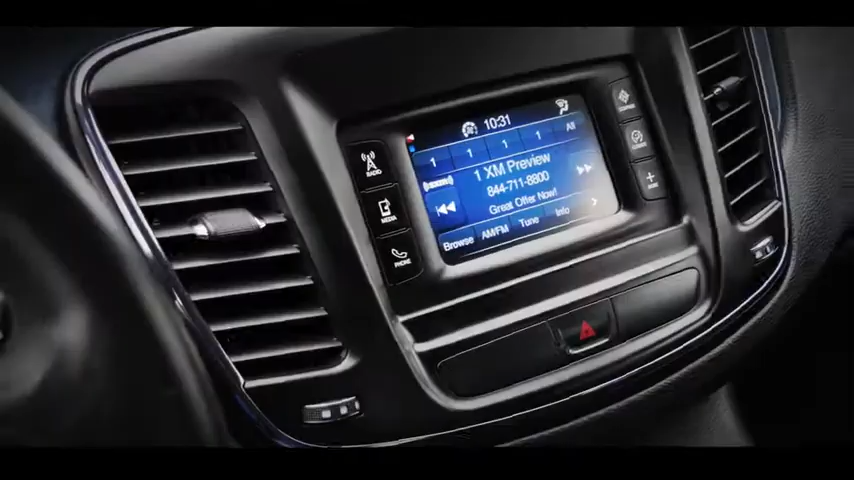 10:31
1 1 1 1 All
1 XM Preview
844-711-8800
Great Offer Now!
Browse AM/FM Tune Info
RADIO
MEDIA
PHONE
MORE